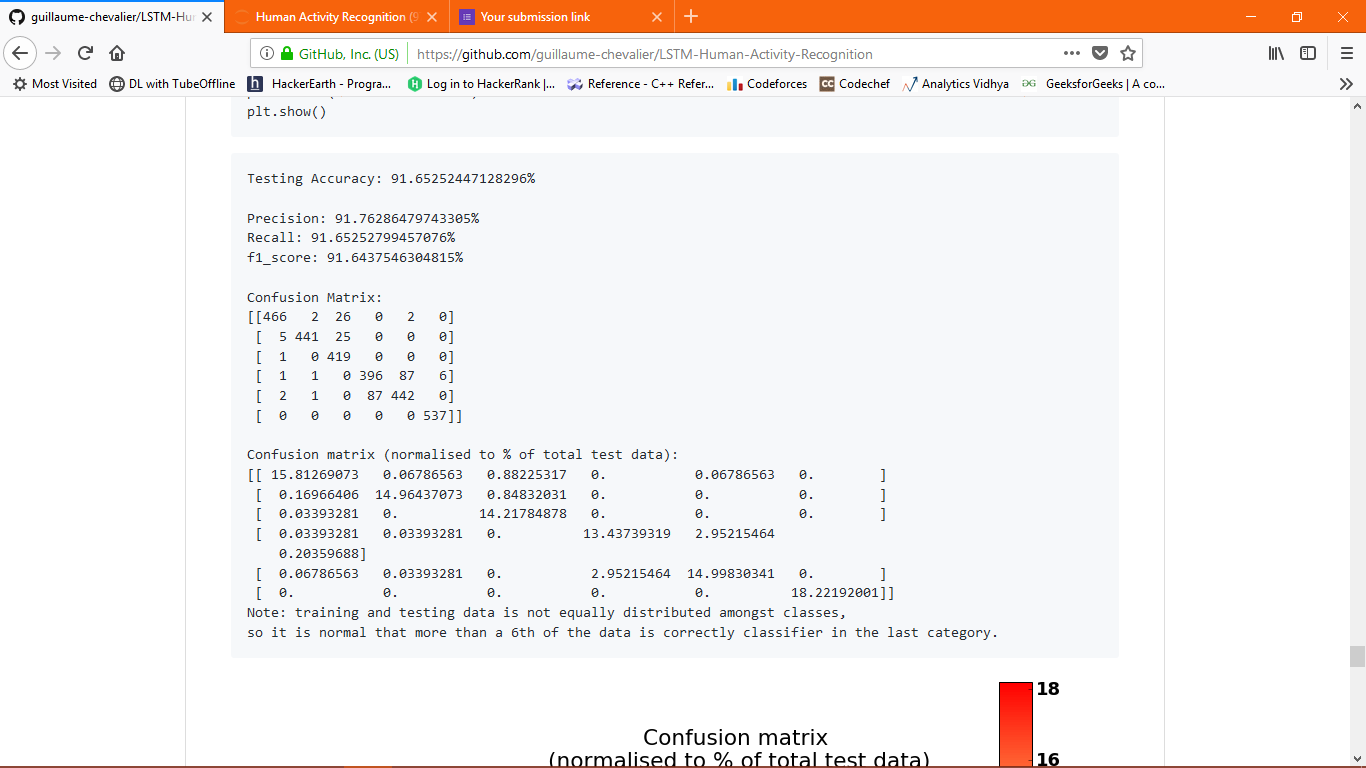 guillaume-chevalier/LSTM-Hu
Human Activity Recognition (
Your submission link
GitHub, Inc. (US)
https://github.com/guillaume-chevalier/LSTM-Human-Activity-Recognition
Most Visited
DL with TubeOffline
HackerEarth - Progra...
Log in to HackerRank |...
Reference - C++ Refer...
Codeforces
Codechef
Analytics Vidhya
GeeksforGeeks | A co...
plt.show()
Testing Accuracy: 91.65252447128296%
Precision: 91.76286479743305%
Recall: 91.65252799457076%
f1_score: 91.6437546304815%
Confusion Matrix:
[[466 2 26 0 2 0]
[ 5 441 25 0 0 0]
[ 1 0 419 0 0 0]
[ 1 1 0 396 87 6]
[ 2 1 0 87 442 0]
[ 0 0 0 0 0 537]]
Confusion matrix (normalised to % of total test data):
[[ 15.81269073 0.06786563 0.88225317 0. 0.06786563 0. ]
[ 0.16966406 14.96437073 0.84832031 0. 0. 0. ]
[ 0.03393281 0. 14.21784878 0. 0. 0. ]
[ 0.03393281 0.03393281 0. 13.43739319 2.95215464
0.20359688]
[ 0.06786563 0.03393281 0. 2.95215464 14.99830341 0. ]
[ 0. 0. 0. 0. 0. 18.22192001]]
Note: training and testing data is not equally distributed amongst classes,
so it is normal that more than a 6th of the data is correctly classifier in the last category.
18
Confusion matrix
(normalised to % of total test data)
16